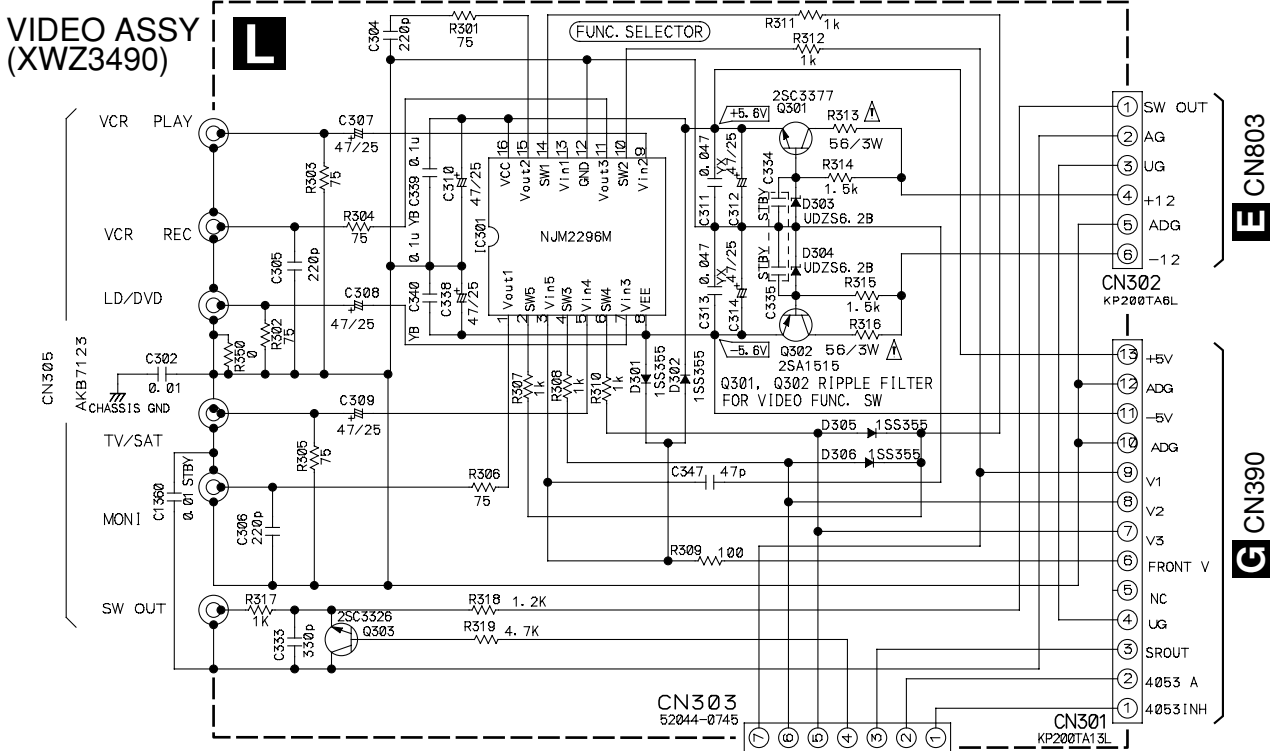 VIDEO ASSY
(XWZ3490)
L
FUNC. SELECTOR
C304
220p
R301
75
R311
1k
R312
1k
VCR PLAY
C307
47/25
R303
75
VCR REC
R304
75
C305
220p
LD/DVD
C308
47/25
R302
75
R350
0
CN305
AKB7123
C302
0.01
CHASSIS GND
C309
47/25
TV/SAT
R305
75
C1360
0.01 STBY
MONI
C306
220p
R306
75
SW OUT
R317
1K
C333
330p
2SC3326
Q303
R318
1.2K
R319
4.7K
C339 0.1u
YB
C310
47/25
0.1u
C340
YB
C338
47/25
IC301
NJM2296M
16 15 14 13 12 11 10 9
VCC
Vout2
SW1
Vin1
GND
Vout3
SW2
Vin2
Vout1
SW5
Vin5
SW3
Vin4
SW4
Vin3
VEE
1 2 3 4 5 6 7 8
R307
1k
R308
1k
R310
1k
D301
1SS355
D302
1SS355
+5.6V
2SC3377
Q301
R313
56/3W
R314
1.5k
C311
0.047
YX
C312
47/25
C334
STBY
D303
UDZS6.2B
D304
UDZS6.2B
C335
STBY
C313
0.047
YX
C314
47/25
R315
1.5k
R316
56/3W
-5.6V
Q302
2SA1515
Q301, Q302 RIPPLE FILTER
FOR VIDEO FUNC. SW
D305
1SS355
D306
1SS355
C347
47p
R309
100
1 SW OUT
2 AG
3 UG
4 +12
5 ADG
6 -12
CN302
KP200TA6L
E CN803
13 +5V
12 ADG
11 -5V
10 ADG
9 V1
8 V2
7 V3
6 FRONT V
5 NC
4 UG
3 SROUT
2 4053 A
1 4053INH
CN301
KP200TA13L
G CN390
CN303
52044-0745
7 6 5 4 3 2 1